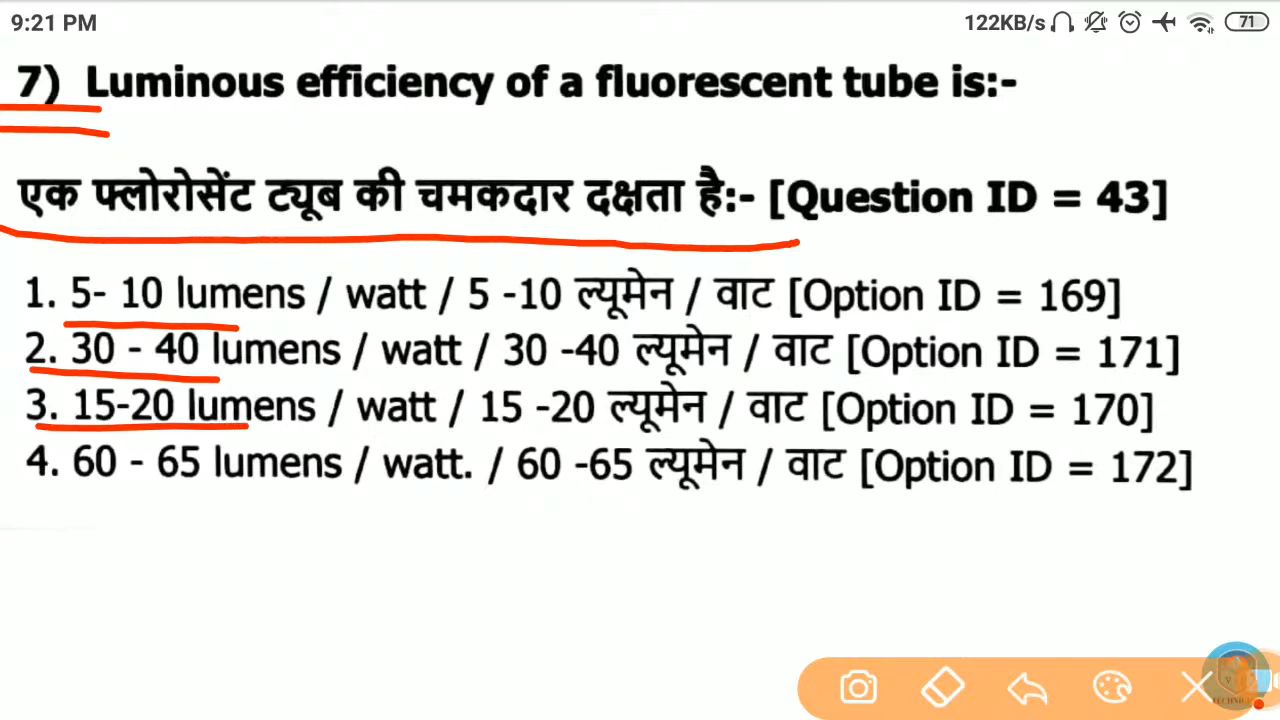 9:21 PM 122KB/s 71
7) Luminous efficiency of a fluorescent tube is:-
एक फ्लोरोसेंट ट्यूब की चमकदार दक्षता है:- [Question ID = 43]
1. 5- 10 lumens / watt / 5 -10 ल्यूमेन / वाट [Option ID = 169]
2. 30 - 40 lumens / watt / 30 -40 ल्यूमेन / वाट [Option ID = 171]
3. 15-20 lumens / watt / 15 -20 ल्यूमेन / वाट [Option ID = 170]
4. 60 - 65 lumens / watt. / 60 -65 ल्यूमेन / वाट [Option ID = 172]